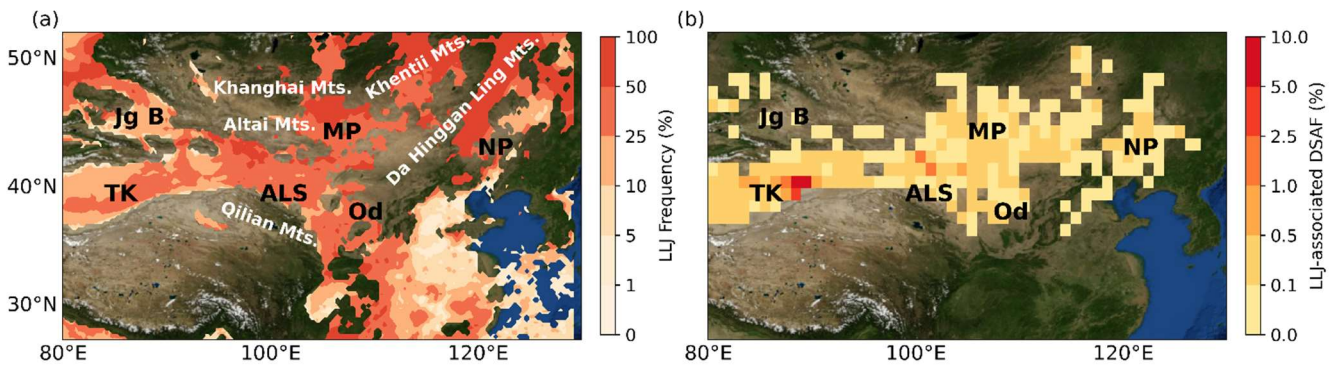 (a)
50°N
40°N
30°N
80°E
100°E
120°E
Khanghai Mts.
Khentii Mts.
Da Hinggan Ling Mts.
Altai Mts.
Qilian Mts.
Jg B
MP
NP
TK
ALS
Od
100
50
25
10
5
1
0
LLJ Frequency (%)
(b)
Jg B
MP
NP
TK
ALS
Od
80°E
100°E
120°E
10.0
5.0
2.5
1.0
0.5
0.1
0.0
LLJ-associated DSAF (%)